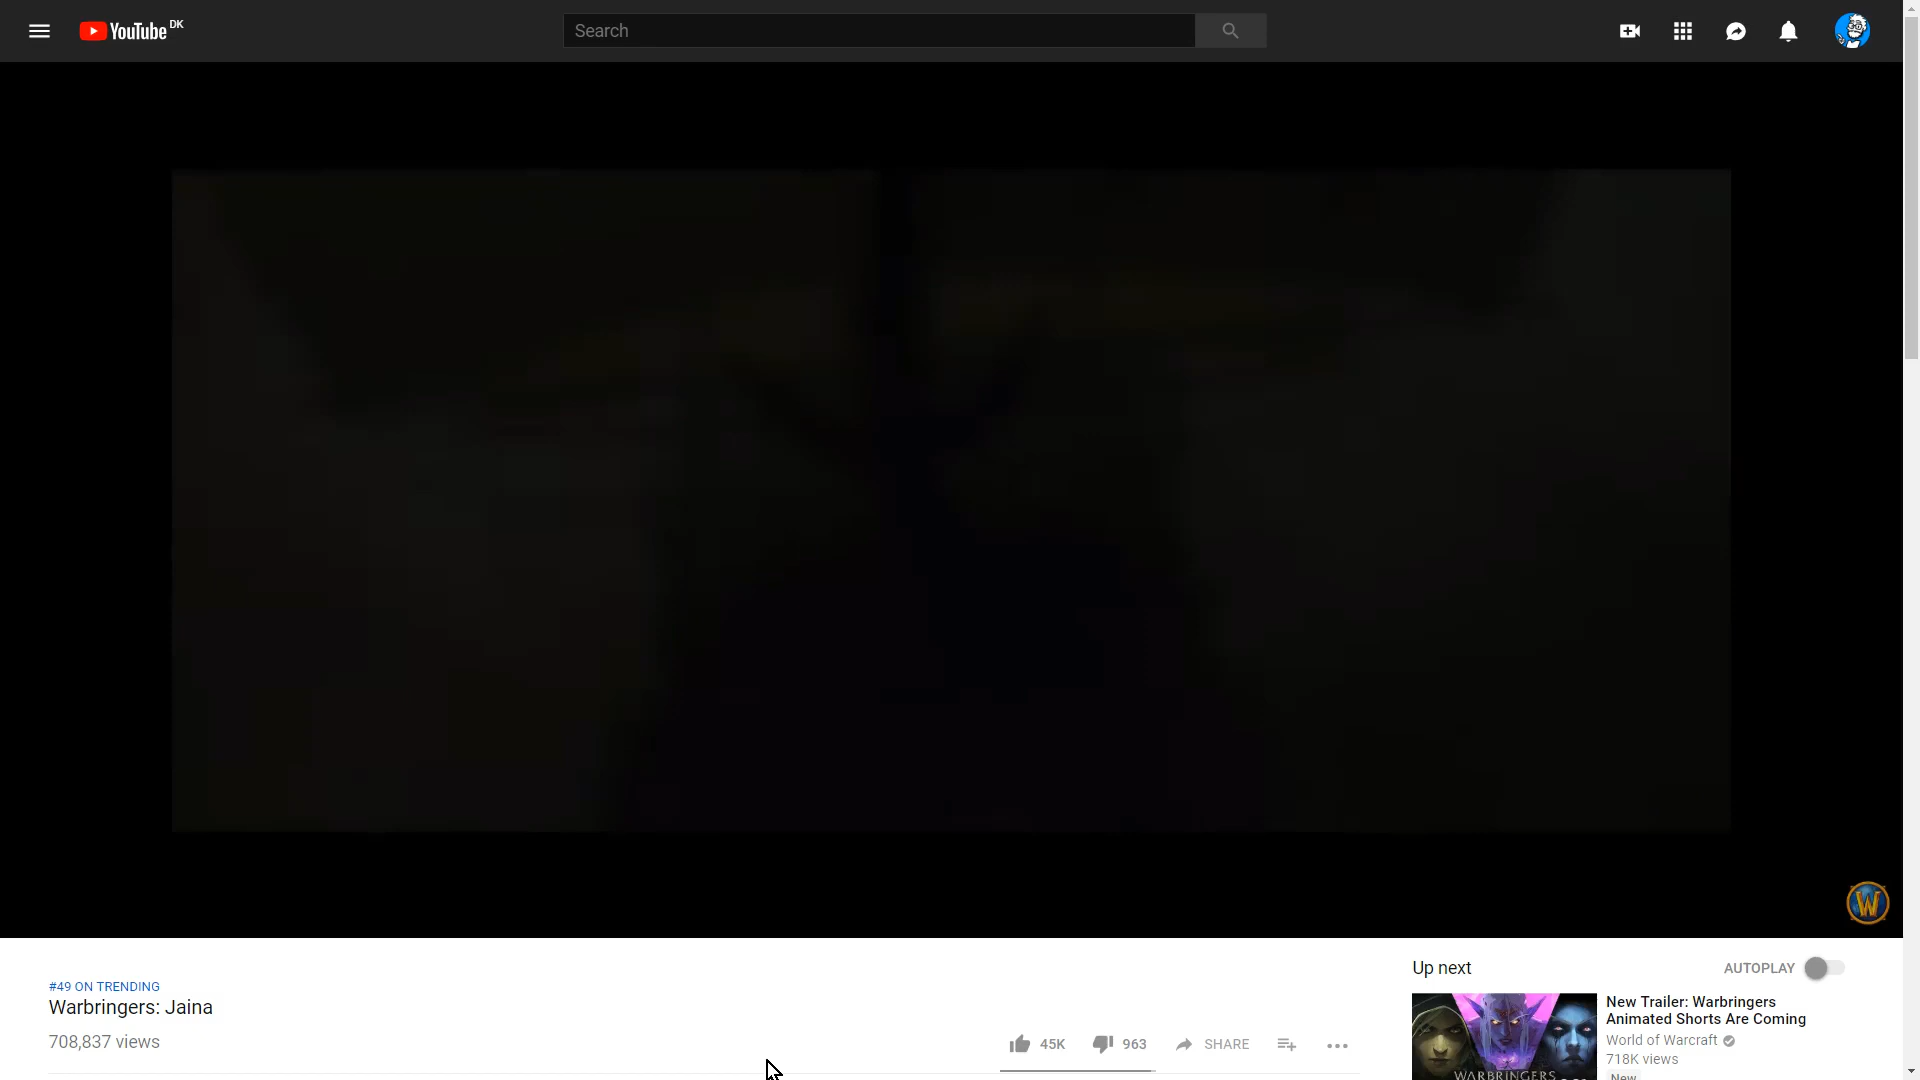 YouTube DK
Search
W
#49 ON TRENDING
Warbringers: Jaina
708,837 views
45K
963
SHARE
Up next
AUTOPLAY
WARBRINGERS
New Trailer: Warbringers
Animated Shorts Are Coming
World of Warcraft
718K views
New